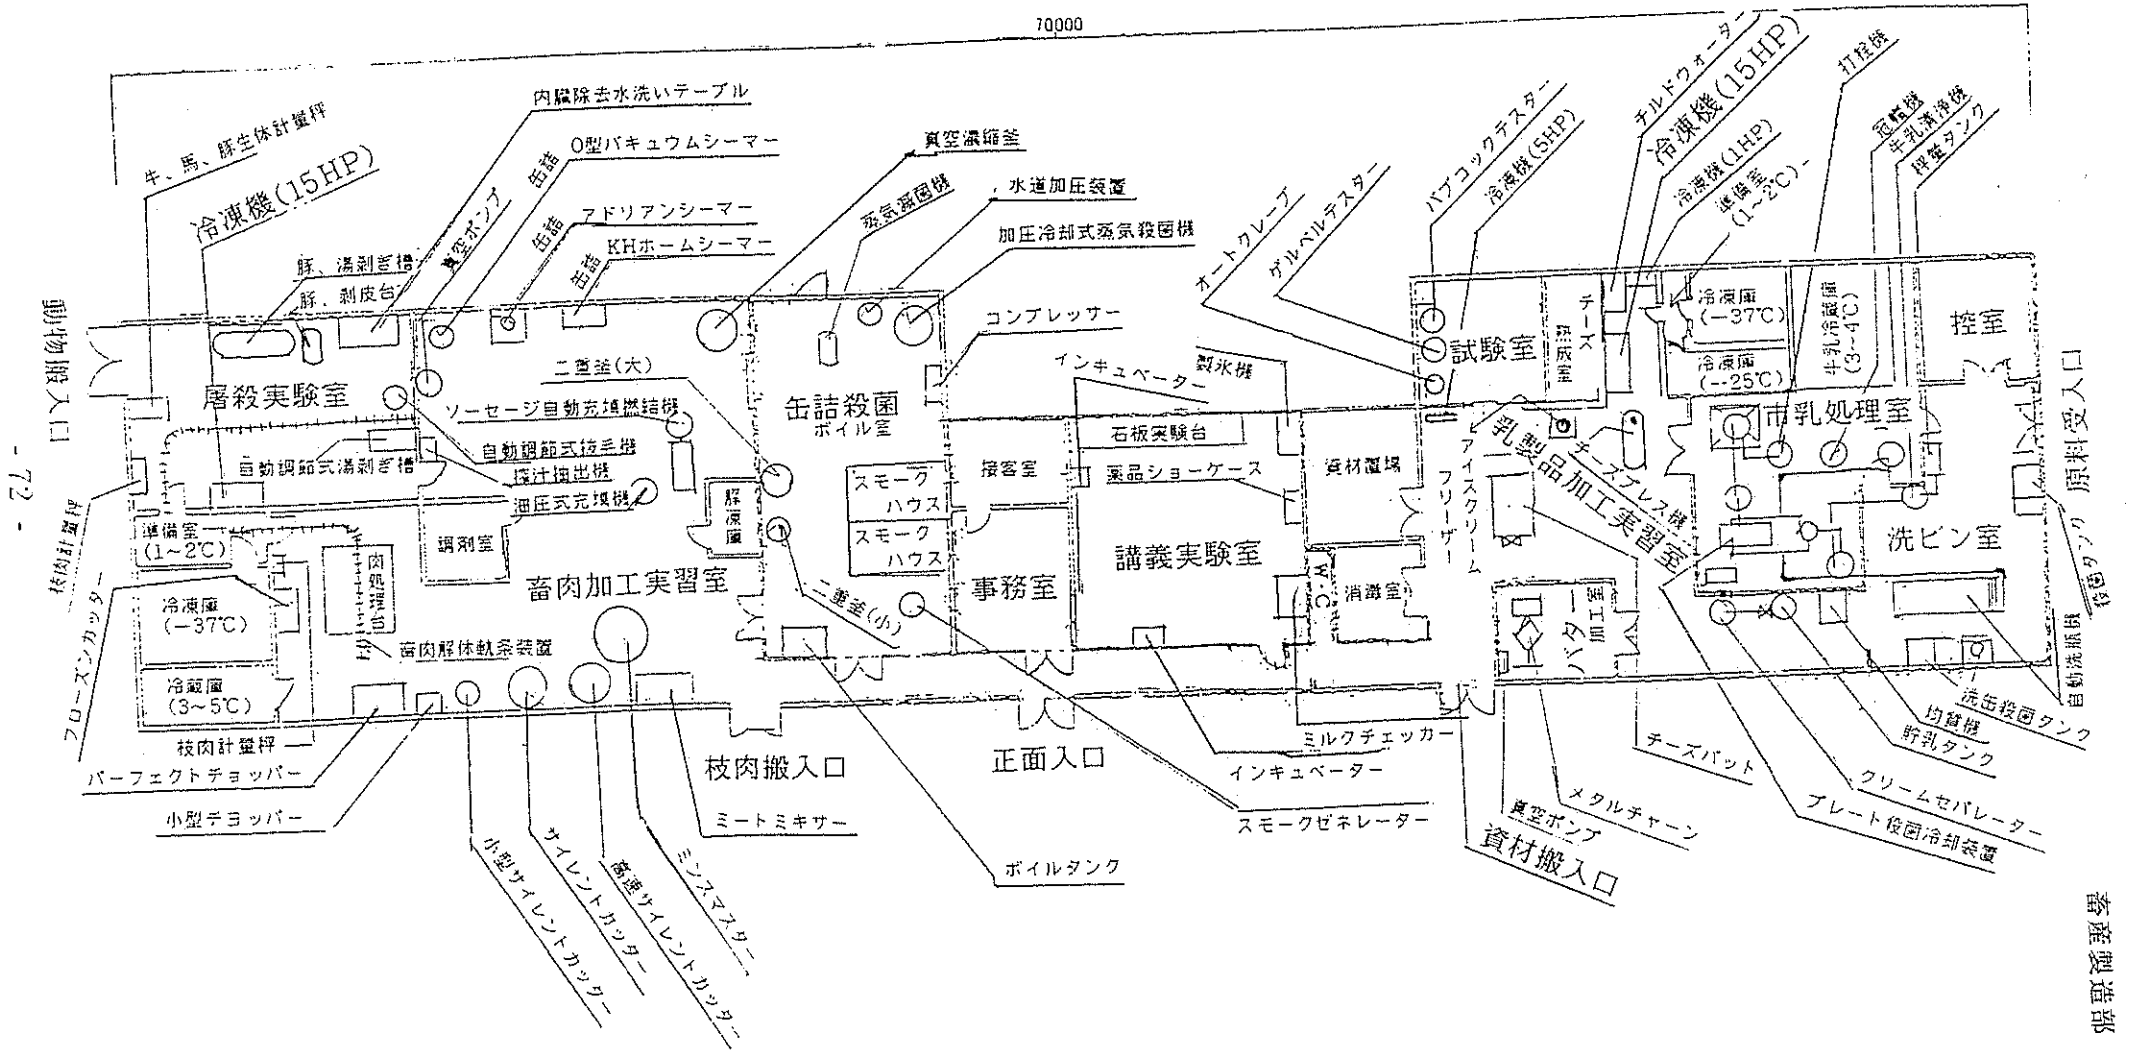 70000
内臓除去水洗いテーブル
牛、馬、豚生体計量秤
冷凍機(15HP)
豚、湯剥ぎ槽
豚、剥皮台
真空ポンプ
缶詰
O型バキュウムシーマー
缶詰
アドリアンシーマー
缶詰
KHホームシーマー
真空濃縮釜
水道加圧装置
加圧冷却式蒸気殺菌機
コンプレッサー
インキュベーター
製氷機
オートクレーブ
ゲルベルテスター
バブコックテスター
冷凍機(5HP)
チルドウォーター
冷凍機(15HP)
冷凍機(1HP)
準備室
(1~2℃)
打栓機
冠帽機
牛乳清浄機
秤量タンク
動物搬入口
屠殺実験室
自動調節式湯剥ぎ槽
二重釜(大)
ソーセージ自動充填撚結機
自動調節式按毛機
搾汁抽出機
油圧式充填機
缶詰殺菌
ボイル室
スモーク
ハウス
スモーク
ハウス
接客室
石板実験台
薬品ショーケース
資材置場
試験室
チーズ
熟成室
冷凍庫
(-37℃)
冷凍庫
(-25℃)
牛乳冷蔵庫
(3~4℃)
控室
原料受入口
市乳処理室
乳製品加工実習室
チーズプレス機
アイスクリーム
フリーザー
洗ビン室
枝肉計量秤
準備室
(1~2℃)
冷凍庫
(-37℃)
冷蔵庫
(3~5℃)
肉処理台
調剤室
解凍庫
畜肉加工実習室
畜肉解体軌条装置
二重釜(小)
事務室
講義実験室
W·C
消毒室
バター
加工室
フローズンカッター
枝肉計量秤
パーフェクトチョッパー
小型チヨッパー
小型サイレントカッター
サイレントカッター
高速サイレントカッター
ミンスマスター
ミートミキサー
枝肉搬入口
正面入口
ボイルタンク
スモークゼネレーター
インキュベーター
ミルクチェッカー
資材搬入口
真空ポンプ
メタルチャーン
チーズバット
プレート殺菌冷却装置
クリームセパレーター
貯乳タンク
均質機
洗缶殺菌タンク
自動洗瓶機
- 72 -
畜産製造部